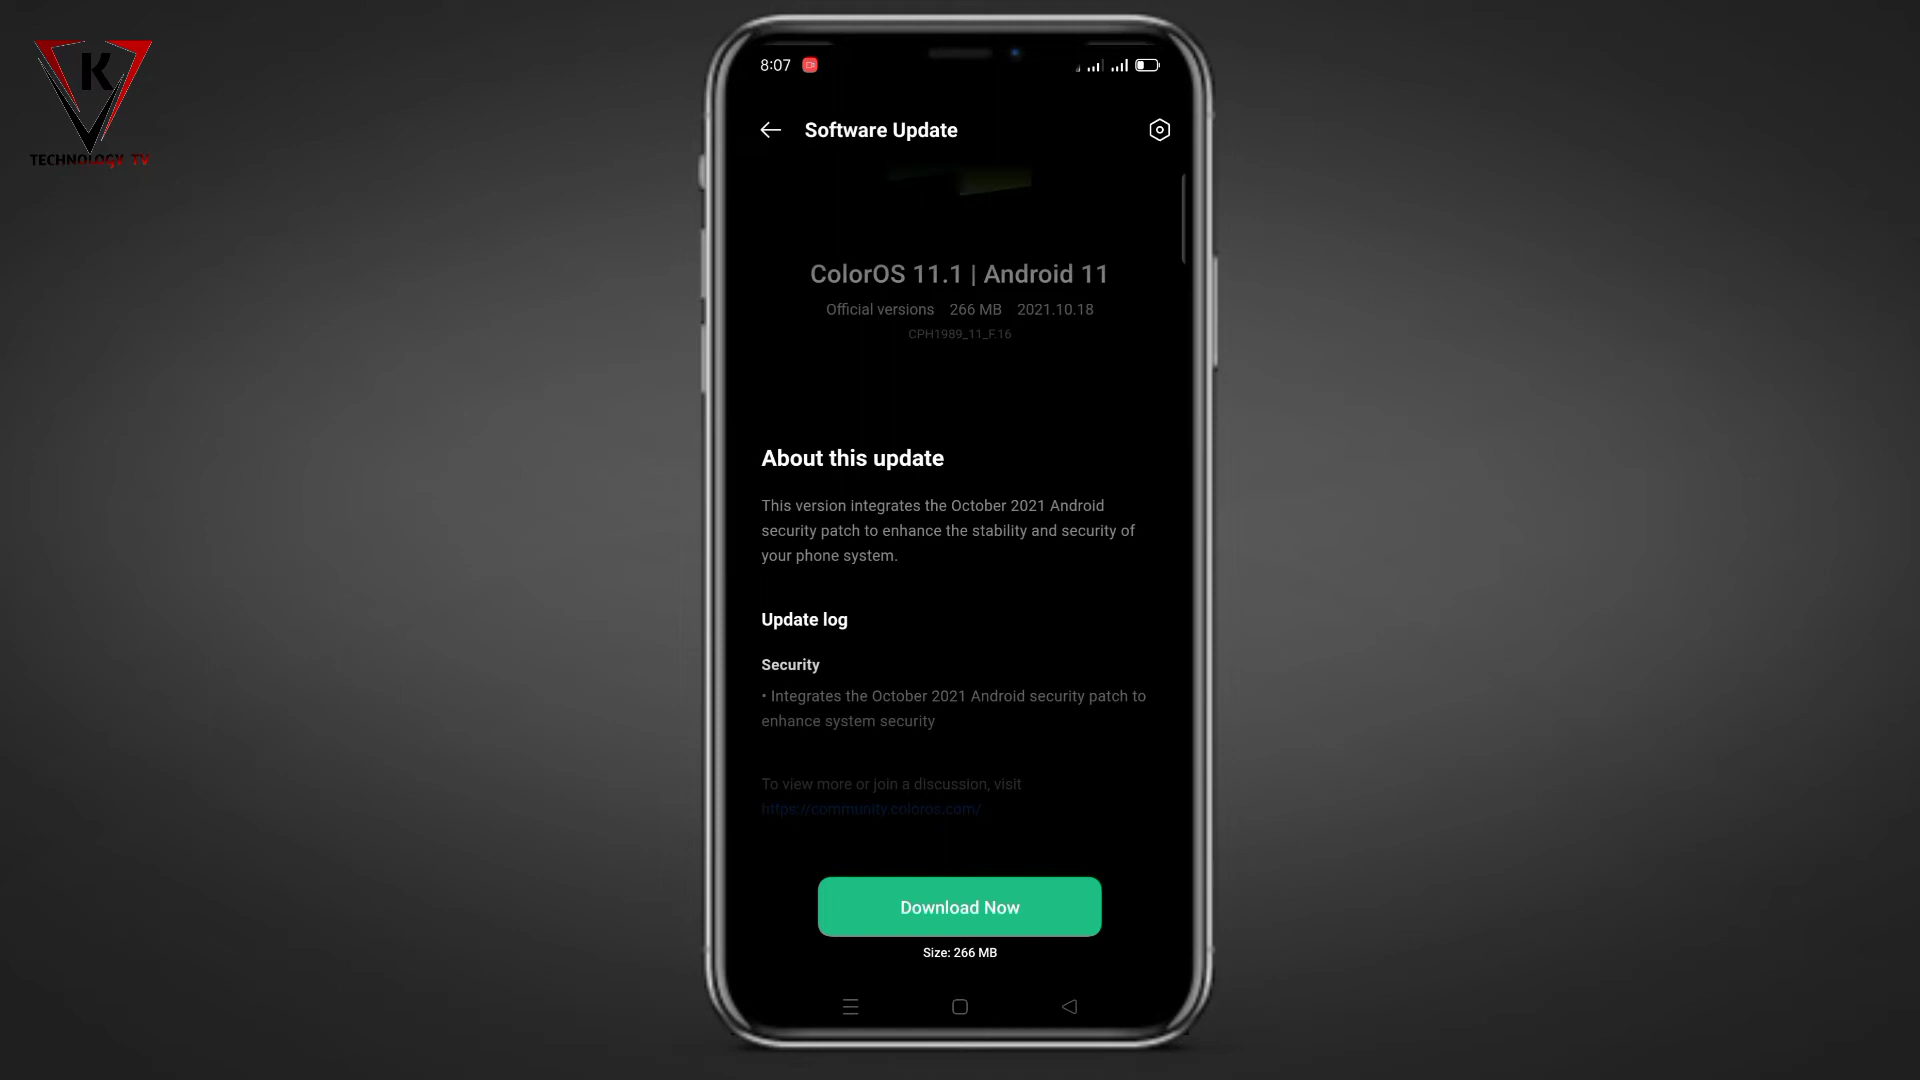 K
TECHNOLOGY TV
8:07
Software Update
ColorOS 11.1 | Android 11
Official versions 266 MB 2021.10.18
CPH1989_11_F.16
About this update
This version integrates the October 2021 Android
security patch to enhance the stability and security of
your phone system.
Update log
Security
• Integrates the October 2021 Android security patch to
enhance system security
To view more or join a discussion, visit
https://community.coloros.com/
Download Now
Size: 266 MB